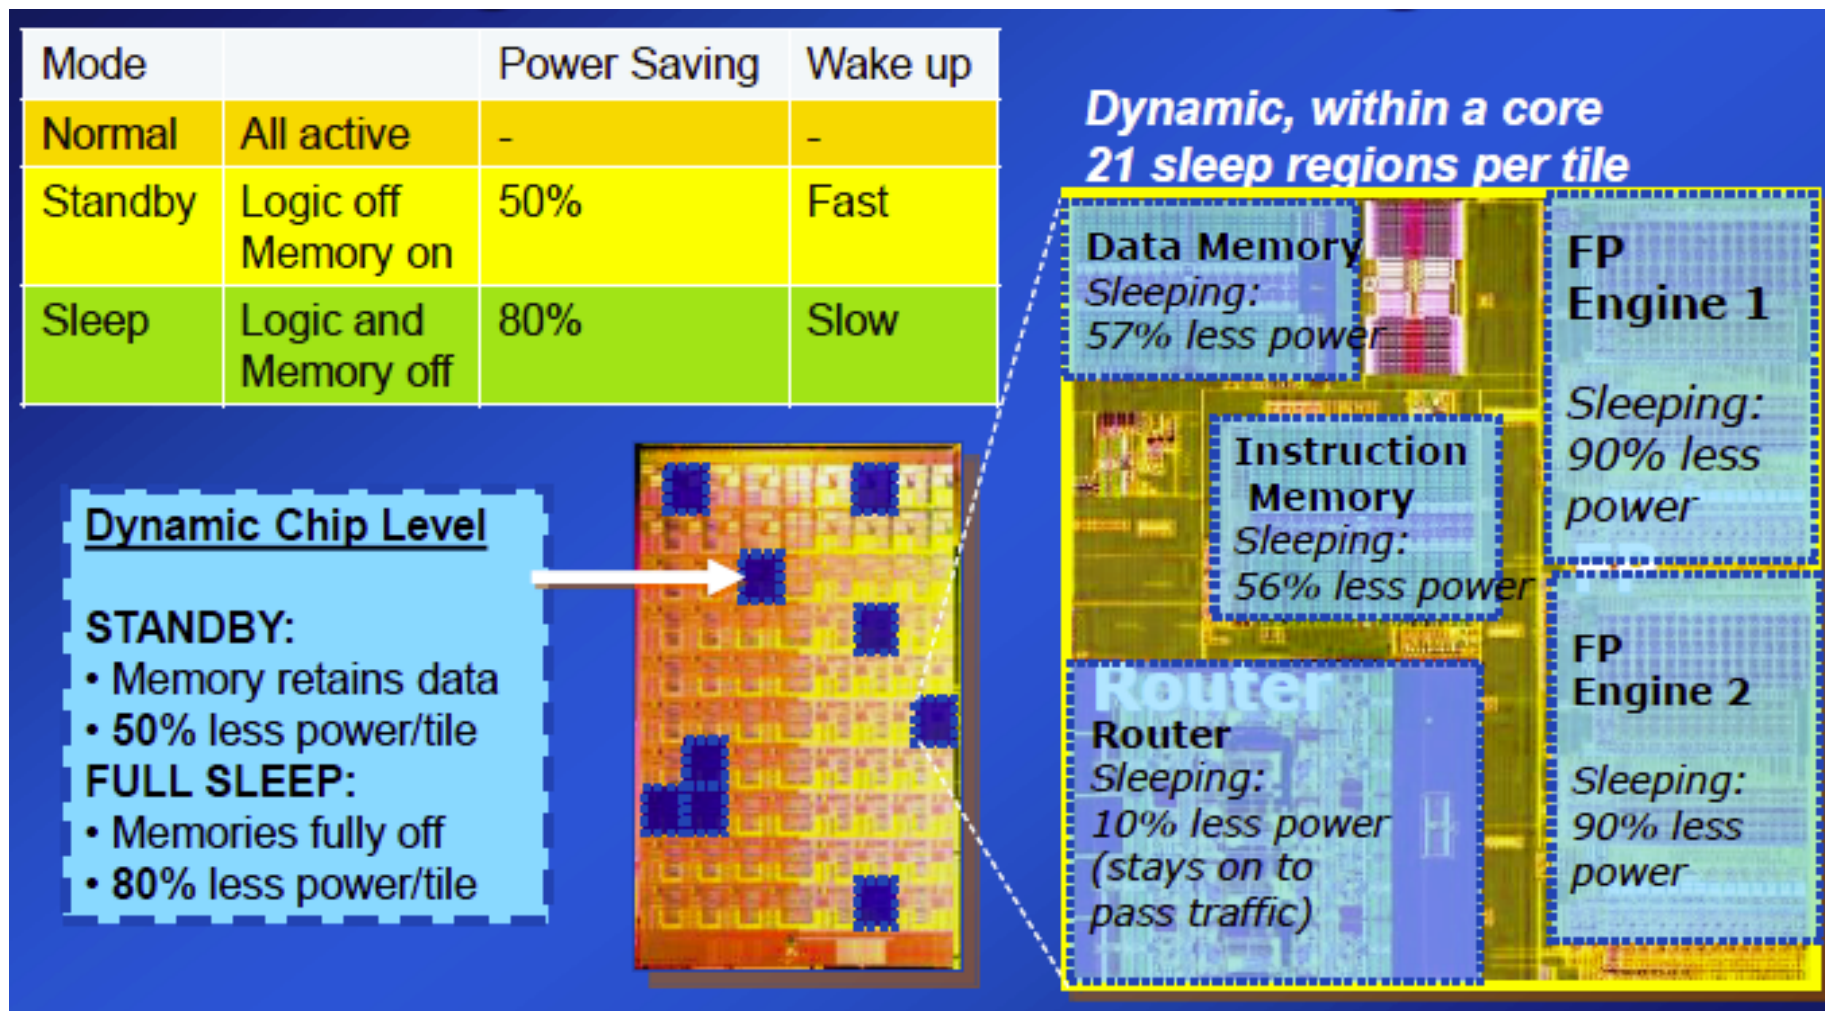 Mode Power Saving Wake up
Normal All active - -
Standby Logic off 50% Fast
Memory on
Sleep Logic and 80% Slow
Memory off
Dynamic, within a core
21 sleep regions per tile
Data Memory
Sleeping:
57% less power
FP
Engine 1
Sleeping:
90% less
power
Instruction
Memory
Sleeping:
56% less power
Router
Router
Sleeping:
10% less power
(stays on to
pass traffic)
FP
FP
Engine 2
Sleeping:
90% less
power
Dynamic Chip Level
STANDBY:
• Memory retains data
• 50% less power/tile
FULL SLEEP:
• Memories fully off
• 80% less power/tile